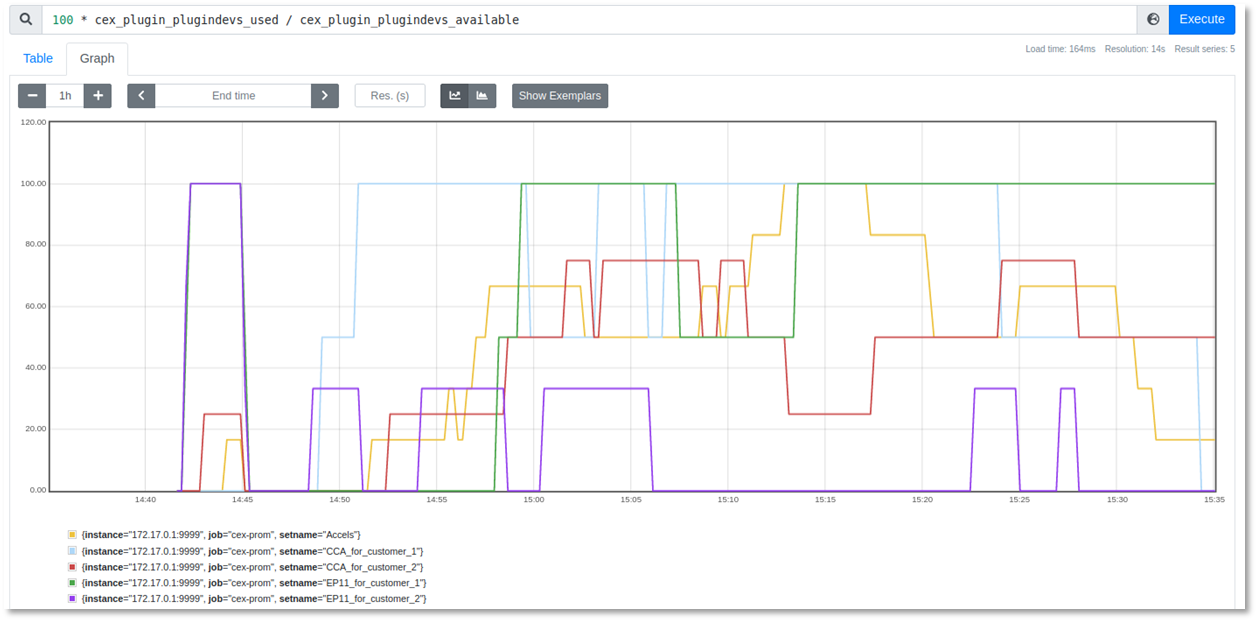 100 * cex_plugin_plugindevs_used / cex_plugin_plugindevs_available
Execute
Table
Graph
Load time: 164ms Resolution: 14s Result series: 5
1h
End time
Res. (s)
Show Exemplars
120.00
100.00
80.00
60.00
40.00
20.00
0.00
14:40 14:45 14:50 14:55 15:00 15:05 15:10 15:15 15:20 15:25 15:30 15:35
{instance="172.17.0.1:9999", job="cex-prom", setname="Accels"}
{instance="172.17.0.1:9999", job="cex-prom", setname="CCA_for_customer_1"}
{instance="172.17.0.1:9999", job="cex-prom", setname="CCA_for_customer_2"}
{instance="172.17.0.1:9999", job="cex-prom", setname="EP11_for_customer_1"}
{instance="172.17.0.1:9999", job="cex-prom", setname="EP11_for_customer_2"}